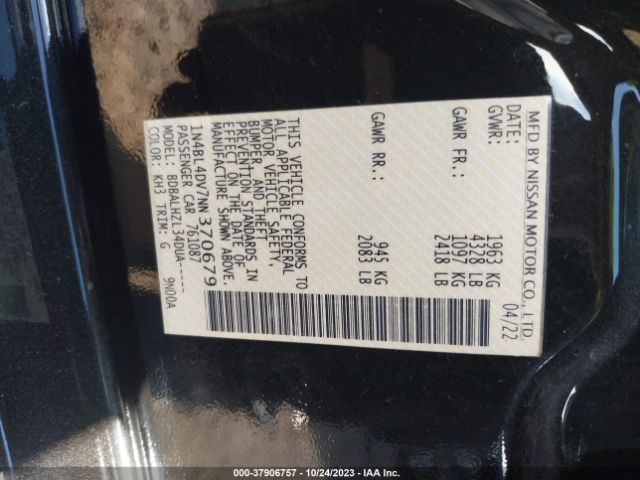 MFD BY NISSAN MOTOR CO., LTD.
DATE: 04/22
GVWR: 1963 KG
4328 LB
GAWR FR.: 1097 KG
2418 LB
GAWR RR.: 945 KG
2083 LB
THIS VEHICLE CONFORMS TO
ALL APPLICABLE FEDERAL
MOTOR VEHICLE SAFETY,
BUMPER, AND THEFT
PREVENTION STANDARDS IN
EFFECT ON THE DATE OF
MANUFACTURE SHOWN ABOVE.
1N4BL4DV7NN370679
PASSENGER CAR 761087
MODEL: BDBALHZL34DUA-----
COLOR: KH3 TRIM: G 9N00A
000-37906757 - 10/24/2023 - IAA Inc.